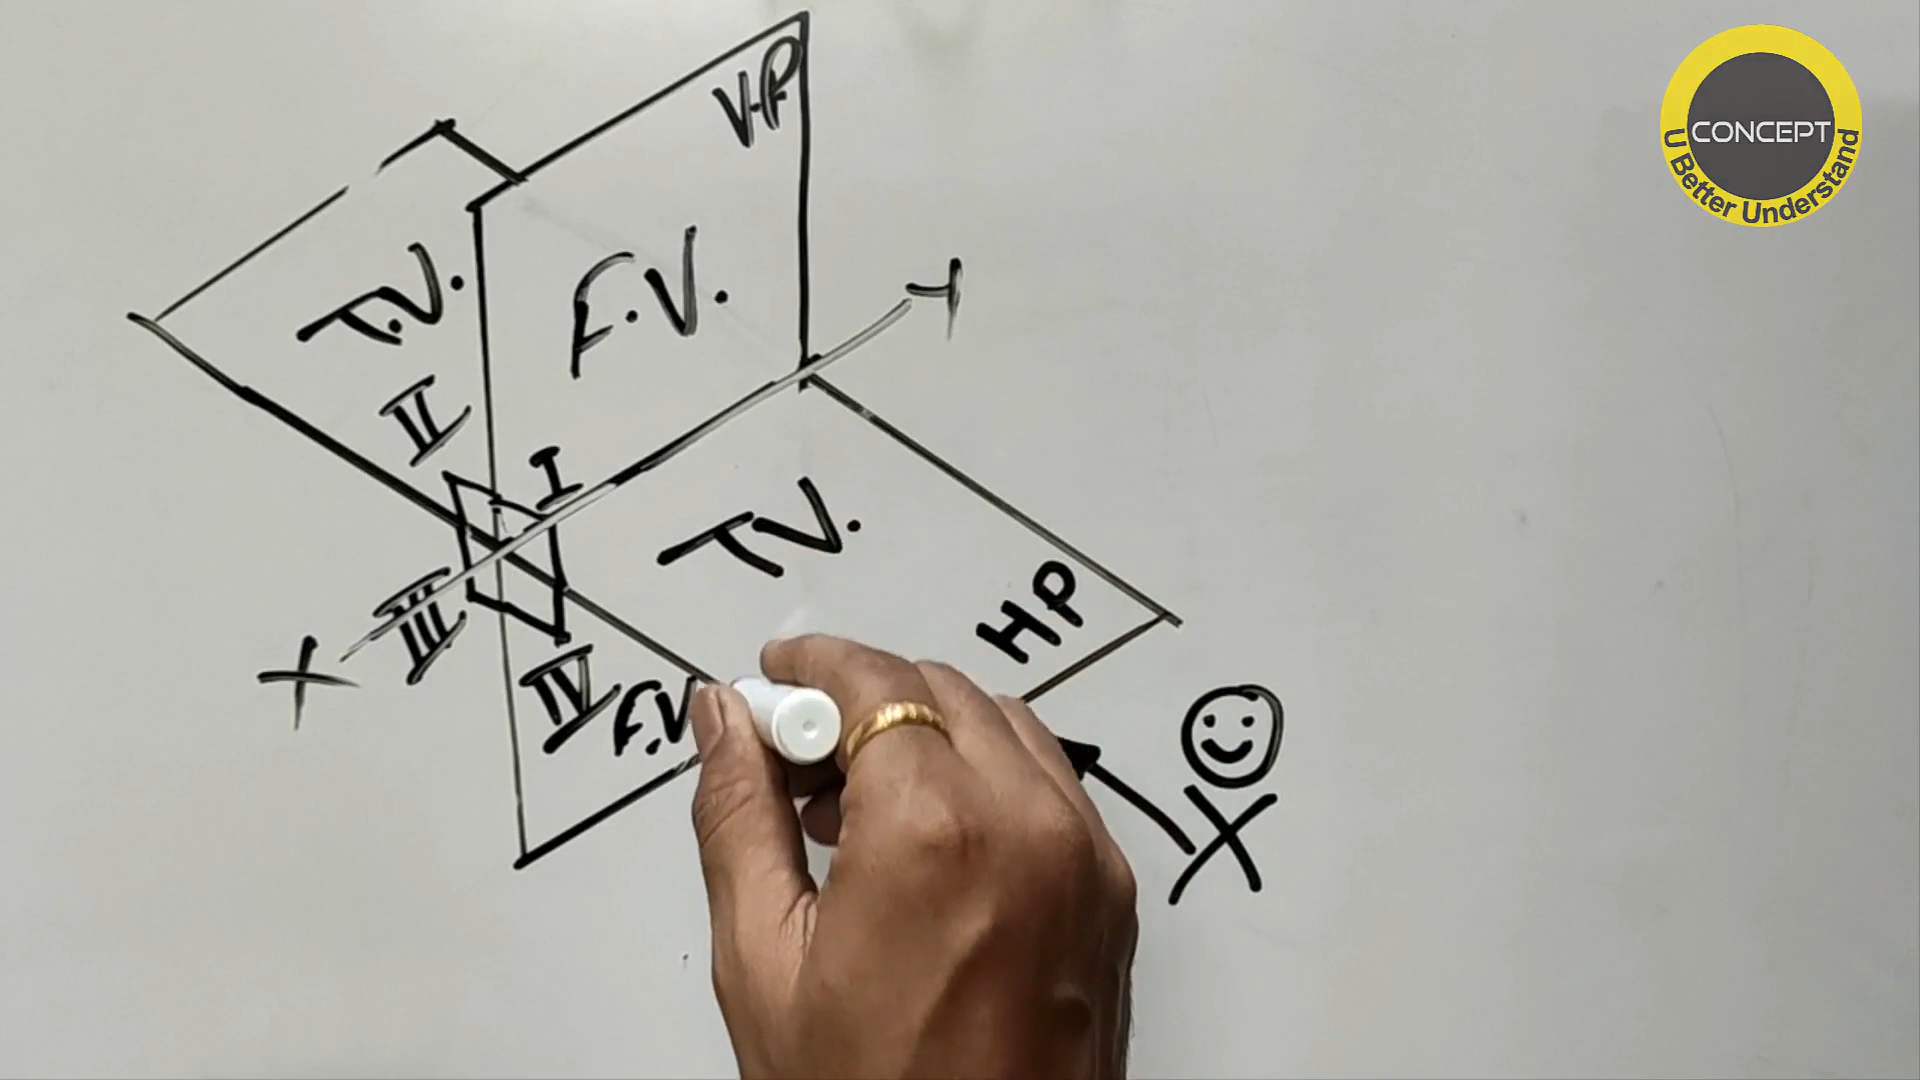 V.P
CONCEPT
U Better Understand
T.V.
F.V.
Y
II
I
T.V.
III
HP
X
IV
F.V